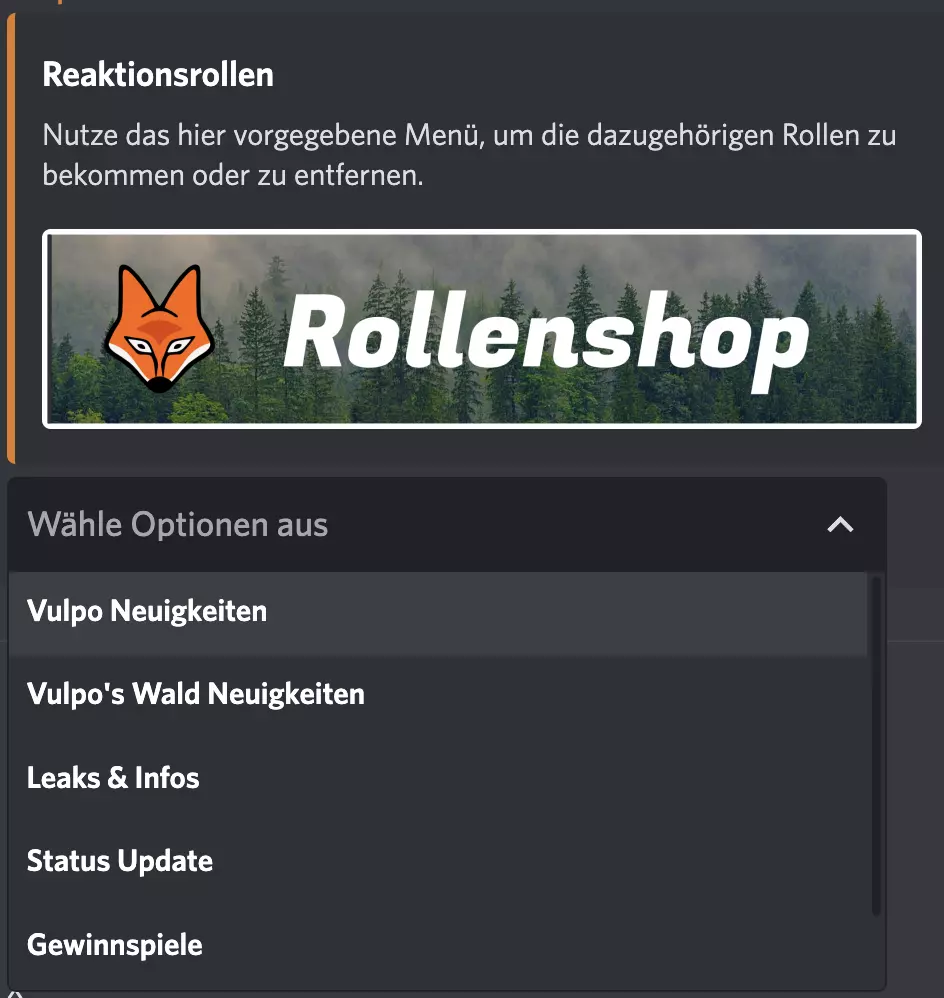 Reaktionsrollen
Nutze das hier vorgegebene Menü, um die dazugehörigen Rollen zu
bekommen oder zu entfernen.
Rollenshop
Wähle Optionen aus
Vulpo Neuigkeiten
Vulpo's Wald Neuigkeiten
Leaks & Infos
Status Update
Gewinnspiele